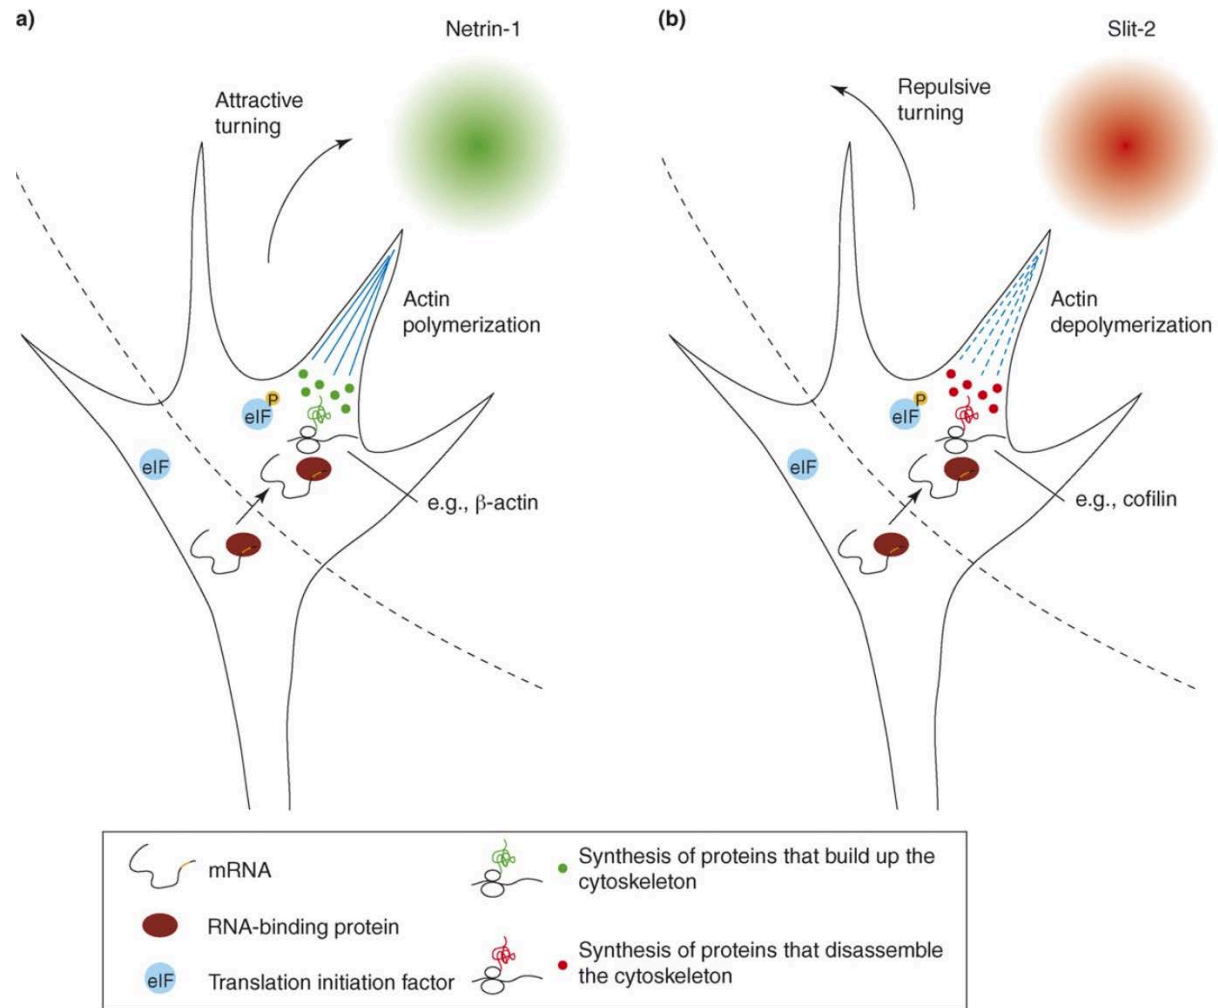 a)
Netrin-1
Attractive
turning
Actin
polymerization
P
eIF
eIF
e.g., β-actin
(b)
Slit-2
Repulsive
turning
Actin
depolymerization
P
eIF
eIF
e.g., cofilin
mRNA
RNA-binding protein
eIF
Translation initiation factor
Synthesis of proteins that build up the
cytoskeleton
Synthesis of proteins that disassemble
the cytoskeleton